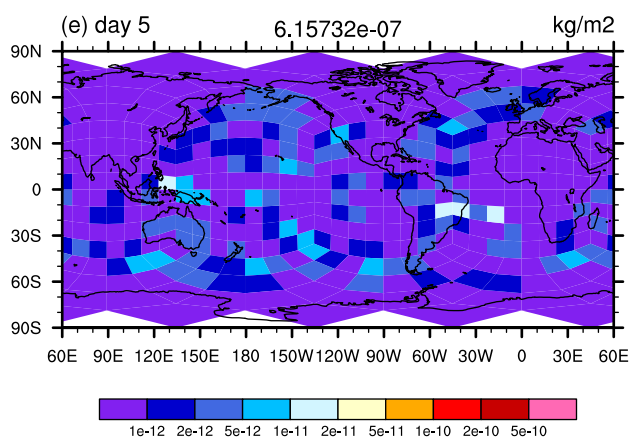 (e) day 5 6.15732e-07 kg/m2
90N
60N
30N
0
30S
60S
90S
60E 90E 120E 150E 180 150W 120W 90W 60W 30W 0 30E 60E
1e-12 2e-12 5e-12 1e-11 2e-11 5e-11 1e-10 2e-10 5e-10